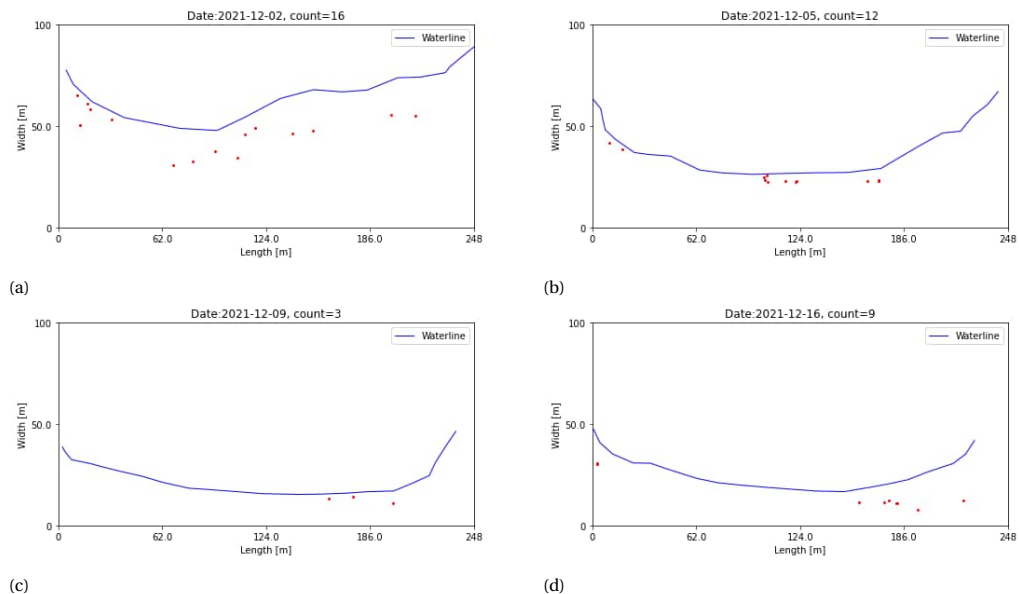 Date:2021-12-02, count=16
100
Waterline
Width [m]
50.0
0
0 62.0 124.0 186.0 248
Length [m]
(a)
Date:2021-12-05, count=12
100
Waterline
Width [m]
50.0
0
0 62.0 124.0 186.0 248
Length [m]
(b)
Date:2021-12-09, count=3
100
Waterline
Width [m]
50.0
0
0 62.0 124.0 186.0 248
Length [m]
(c)
Date:2021-12-16, count=9
100
Waterline
Width [m]
50.0
0
0 62.0 124.0 186.0 248
Length [m]
(d)